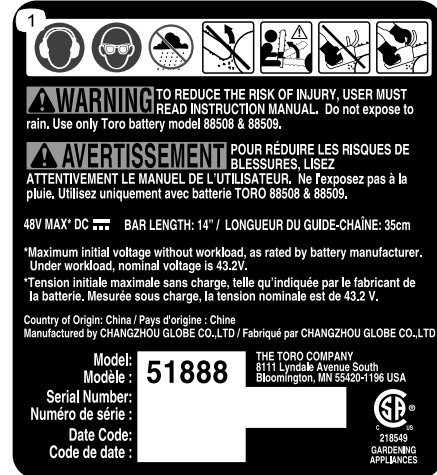 1
WARNING TO REDUCE THE RISK OF INJURY, USER MUST
READ INSTRUCTION MANUAL. Do not expose to
rain. Use only Toro battery model 88508 & 88509.
AVERTISSEMENT POUR RÉDUIRE LES RISQUES DE
BLESSURES, LISEZ
ATTENTIVEMENT LE MANUEL DE L'UTILISATEUR. Ne l'exposez pas à la
pluie. Utilisez uniquement avec batterie TORO 88508 & 88509.
48V MAX* DC BAR LENGTH: 14” / LONGUEUR DU GUIDE-CHAÎNE: 35cm
*Maximum initial voltage without workload, as rated by battery manufacturer.
Under workload, nominal voltage is 43.2V.
*Tension initiale maximale sans charge, telle qu'indiquée par le fabricant de
la batterie. Mesurée sous charge, la tension nominale est de 43.2 V.
Country of Origin: China / Pays d'origine : Chine
Manufactured by CHANGZHOU GLOBE CO.,LTD / Fabriqué par CHANGZHOU GLOBE CO.,LTD
Model:
Modèle :
51888
Serial Number:
Numéro de série :
Date Code:
Code de date :
THE TORO COMPANY
8111 Lyndale Avenue South
Bloomington, MN 55420-1196 USA
SA ®
C US
218549
GARDENING
APPLIANCES